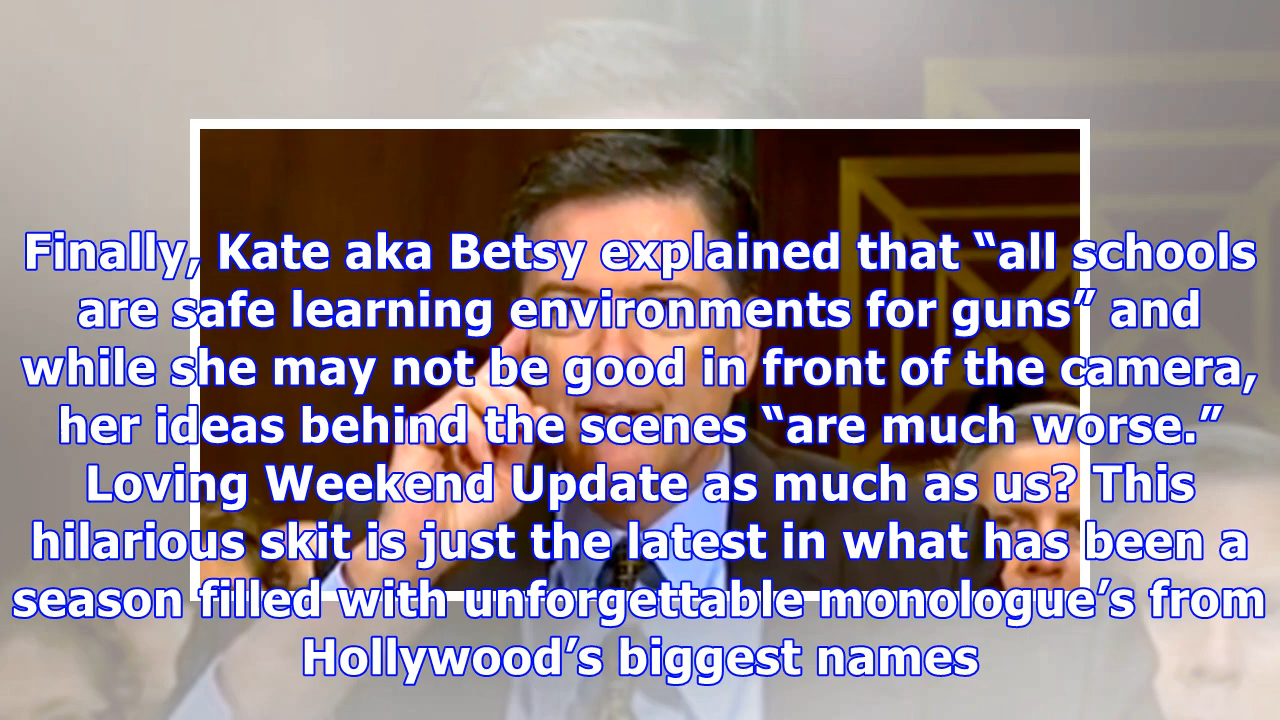 Finally, Kate aka Betsy explained that “all schools
are safe learning environments for guns” and
while she may not be good in front of the camera,
her ideas behind the scenes “are much worse.”
Loving Weekend Update as much as us? This
hilarious skit is just the latest in what has been a
season filled with unforgettable monologue’s from
Hollywood’s biggest names